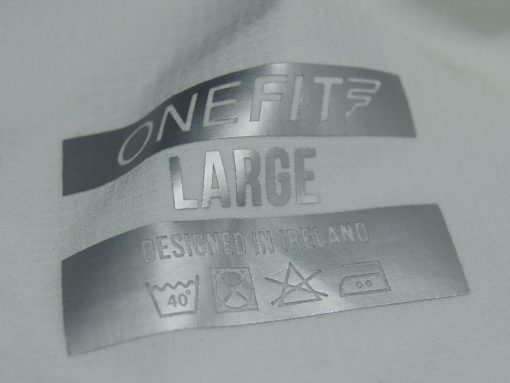 ONEFIT
LARGE
DESIGNED IN IRELAND
40°